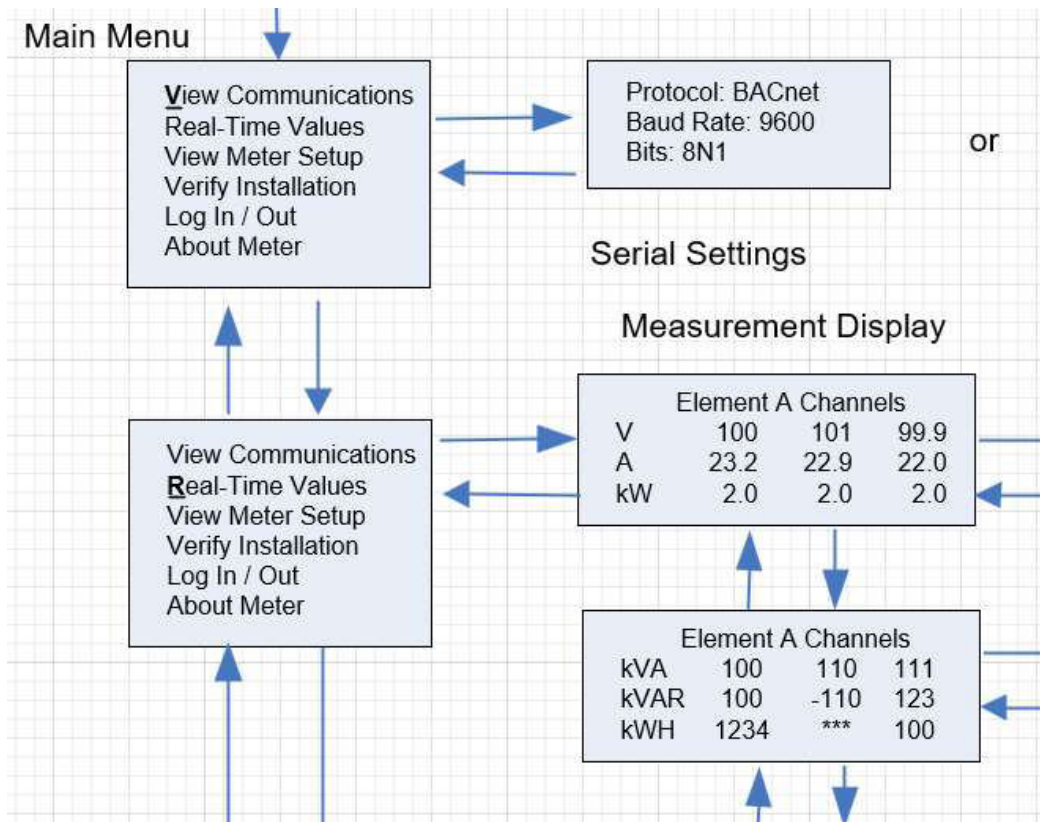 Main Menu
View Communications
Real-Time Values
View Meter Setup
Verify Installation
Log In / Out
About Meter
Protocol: BACnet
Baud Rate: 9600
Bits: 8N1
or
Serial Settings
Measurement Display
View Communications
Real-Time Values
View Meter Setup
Verify Installation
Log In / Out
About Meter
Element A Channels
V 100 101 99.9
A 23.2 22.9 22.0
kW 2.0 2.0 2.0
Element A Channels
kVA 100 110 111
kVAR 100 -110 123
kWH 1234 *** 100